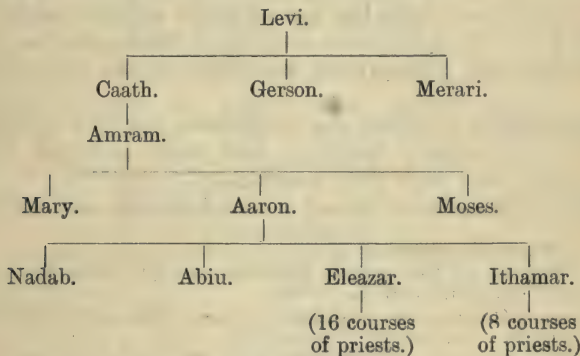 Levi.
Caath. Gerson. Merari.
Amram.
Mary. Aaron. Moses.
Nadab. Abiu. Eleazar. Ithamar.
(16 courses (8 courses
of priests.) of priests.)